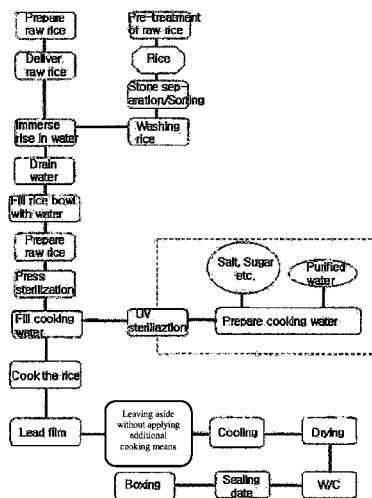 Prepare
raw rice
Pre-treatment
of raw rice
Deliver
raw rice
Rice
Stone sep-
aration/Sorting
Immerse
rise in water
Washing
rice
Drain
water
Fill rice bowl
with water
Prepare
raw rice
Press
sterilization
Salt, Sugar
etc.
Purified
water
Fill cooking
water
UV
steriliaztion
Prepare cooking water
Cook the rice
Lead film
Leaving aside
without applying
additional
cooking means
Cooling
Drying
Boxing
Sealing
date
W/C